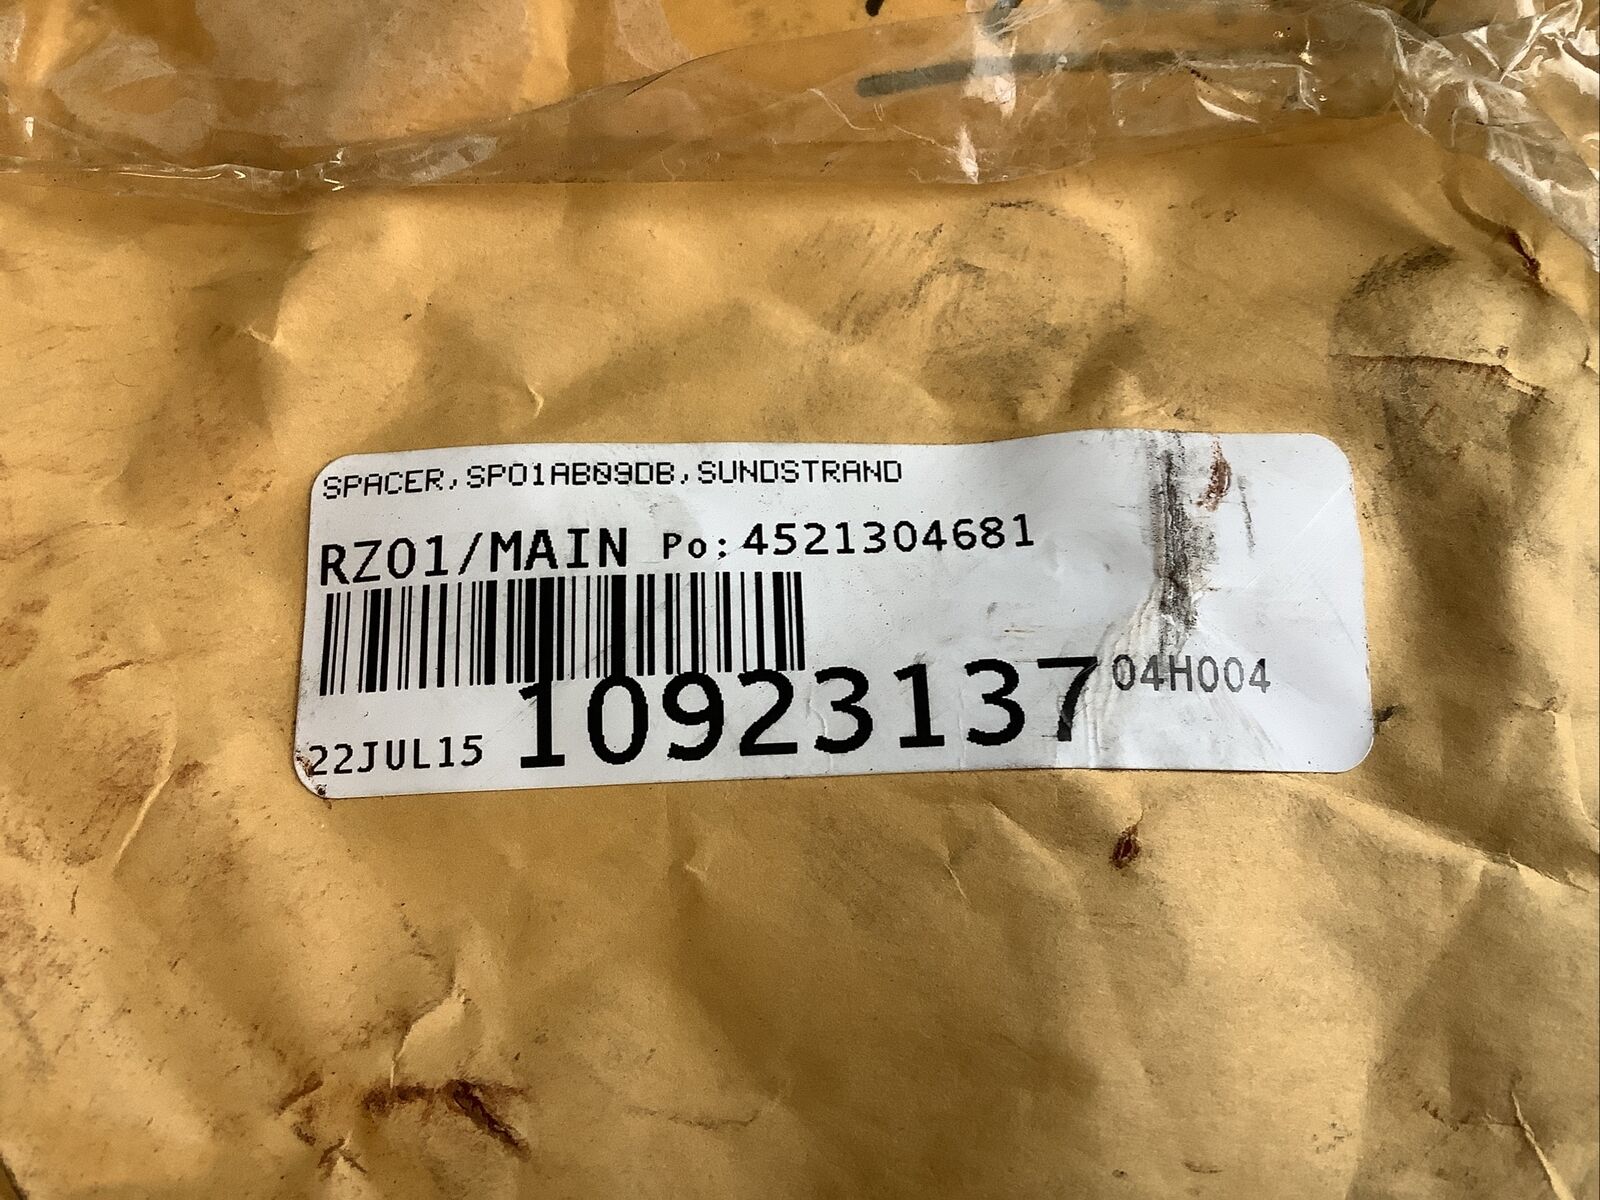 SPACER,SP01AB09DB,SUNDSTRAND
RZ01/MAIN Po:4521304681
10923137 04H004
22JUL15